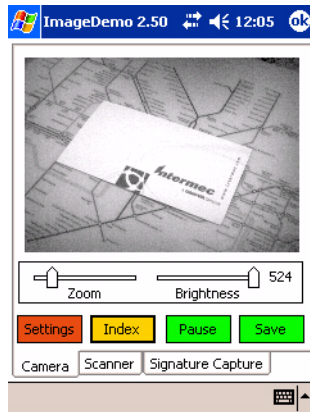 ImageDemo 2.50 12:05 ok
Intermec
524
Zoom Brightness
Settings Index Pause Save
Camera Scanner Signature Capture